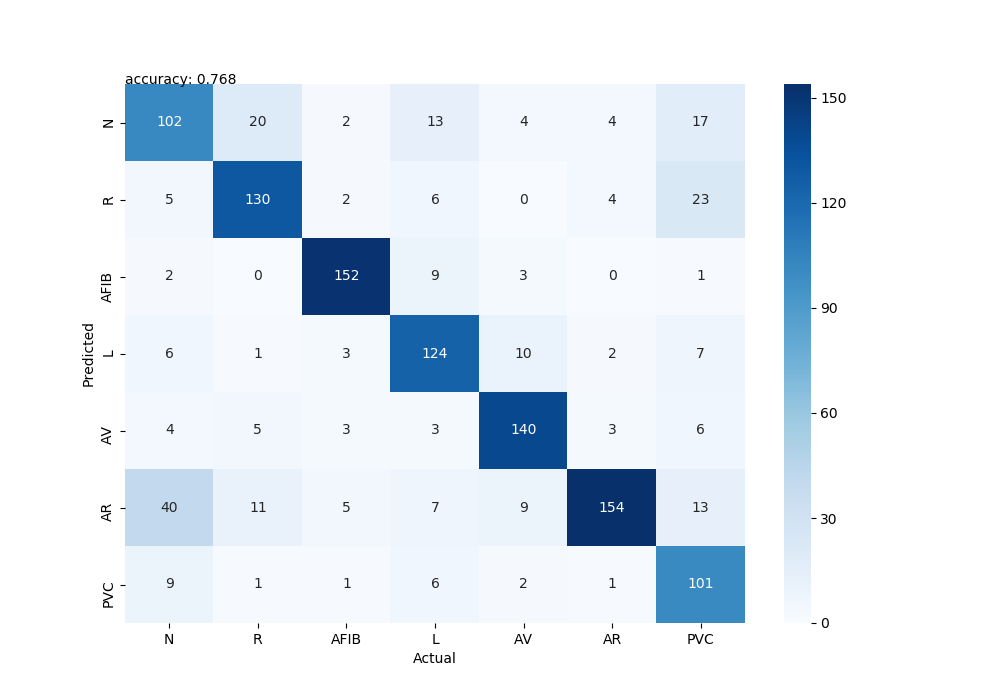 accuracy: 0.768
N 102 20 2 13 4 4 17
R 5 130 2 6 0 4 23
AFIB 2 0 152 9 3 0 1
L 6 1 3 124 10 2 7
AV 4 5 3 3 140 3 6
AR 40 11 5 7 9 154 13
PVC 9 1 1 6 2 1 101
N R AFIB L AV AR PVC
Predicted
Actual
150
120
90
60
30
0